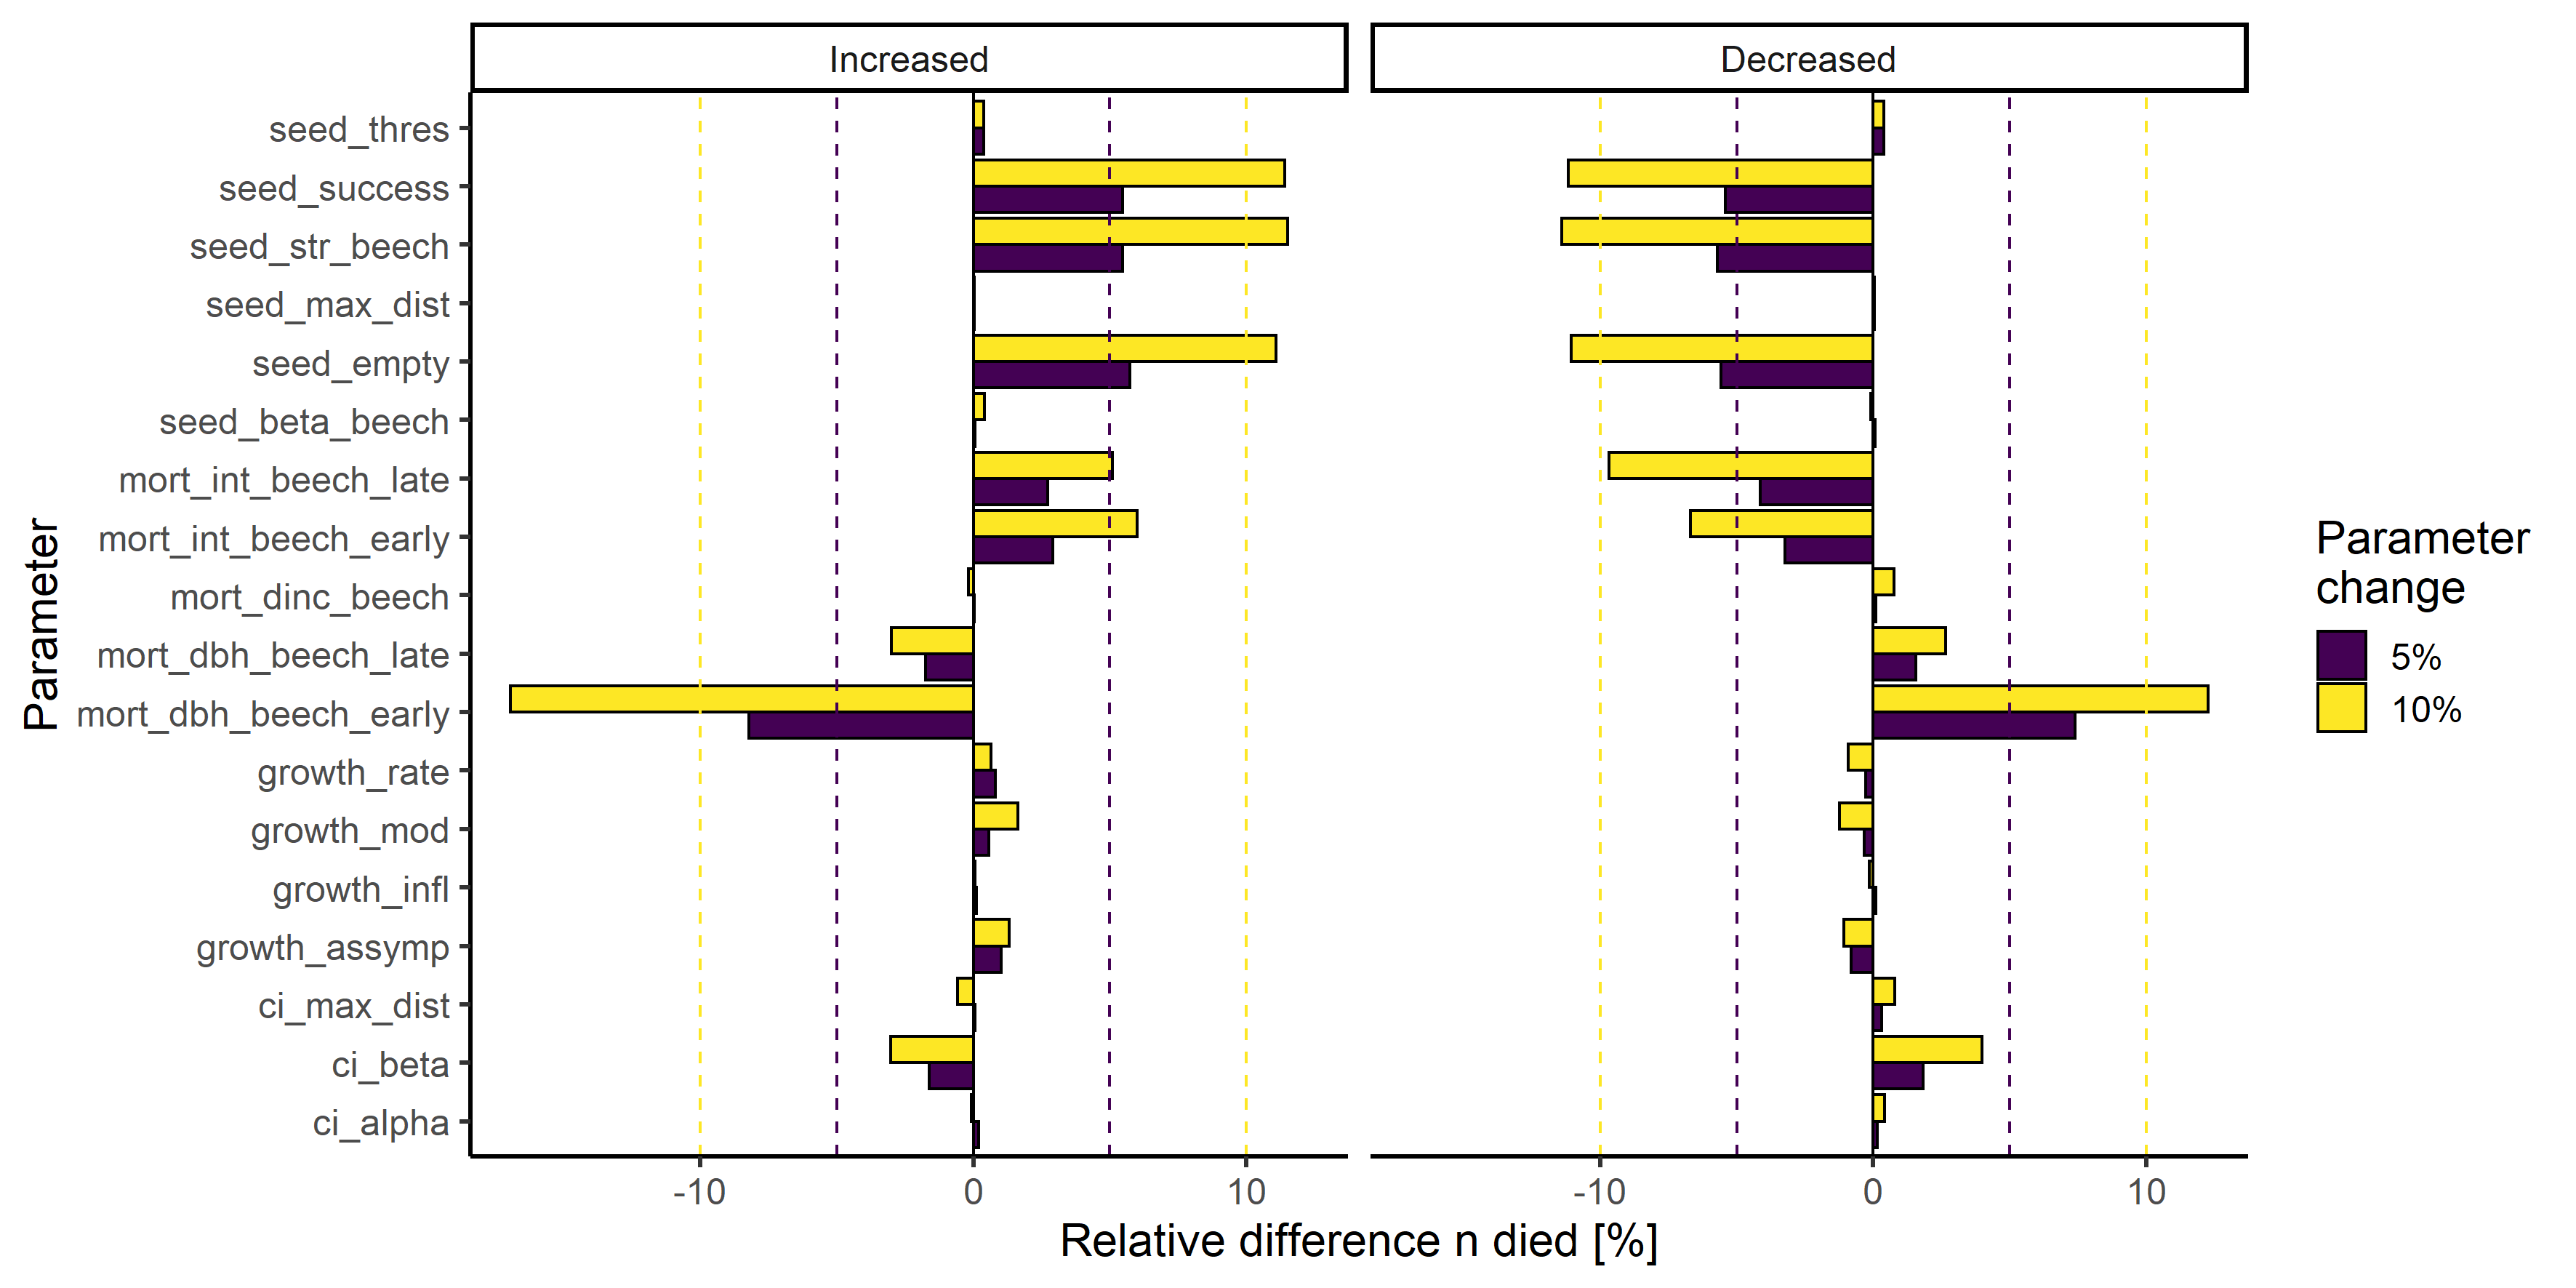 Increased
Decreased
Parameter
seed_thres
seed_success
seed_str_beech
seed_max_dist
seed_empty
seed_beta_beech
mort_int_beech_late
mort_int_beech_early
mort_dinc_beech
mort_dbh_beech_late
mort_dbh_beech_early
growth_rate
growth_mod
growth_infl
growth_assymp
ci_max_dist
ci_beta
ci_alpha
-10 0 10
-10 0 10
Relative difference n died [%]
Parameter
change
5%
10%